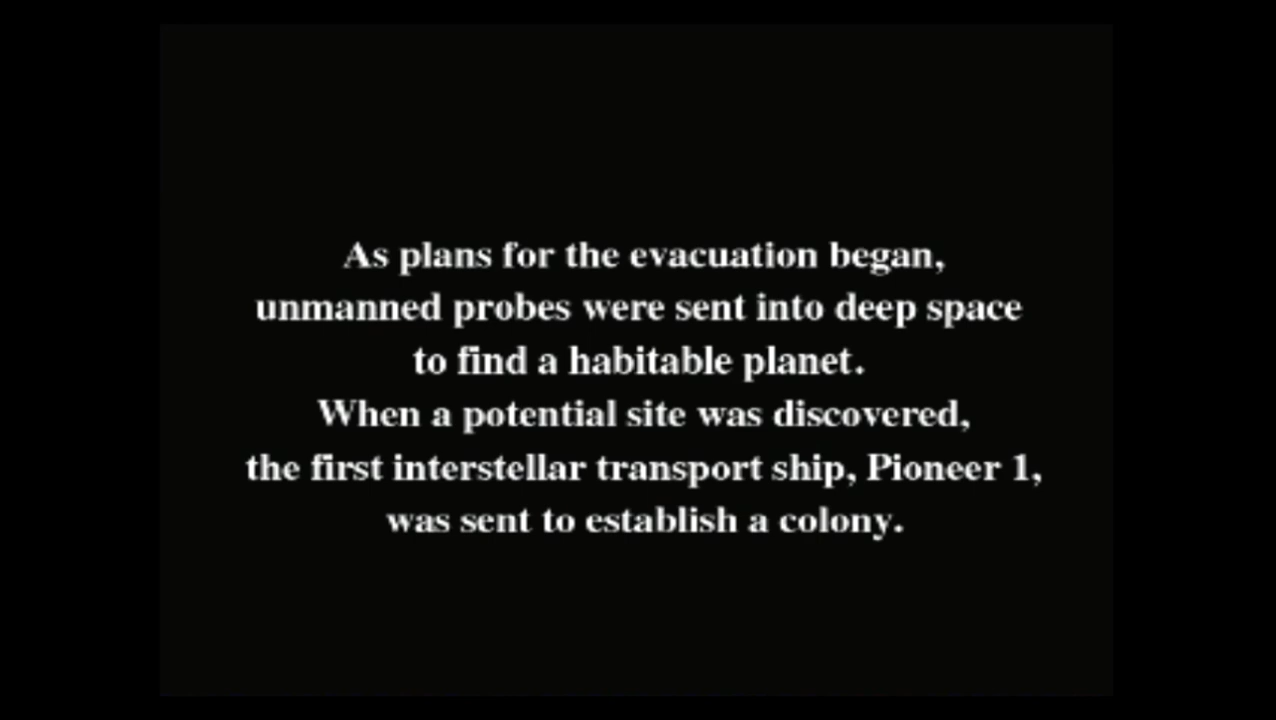 As plans for the evacuation began,
unmanned probes were sent into deep space
to find a habitable planet.
When a potential site was discovered,
the first interstellar transport ship, Pioneer 1,
was sent to establish a colony.